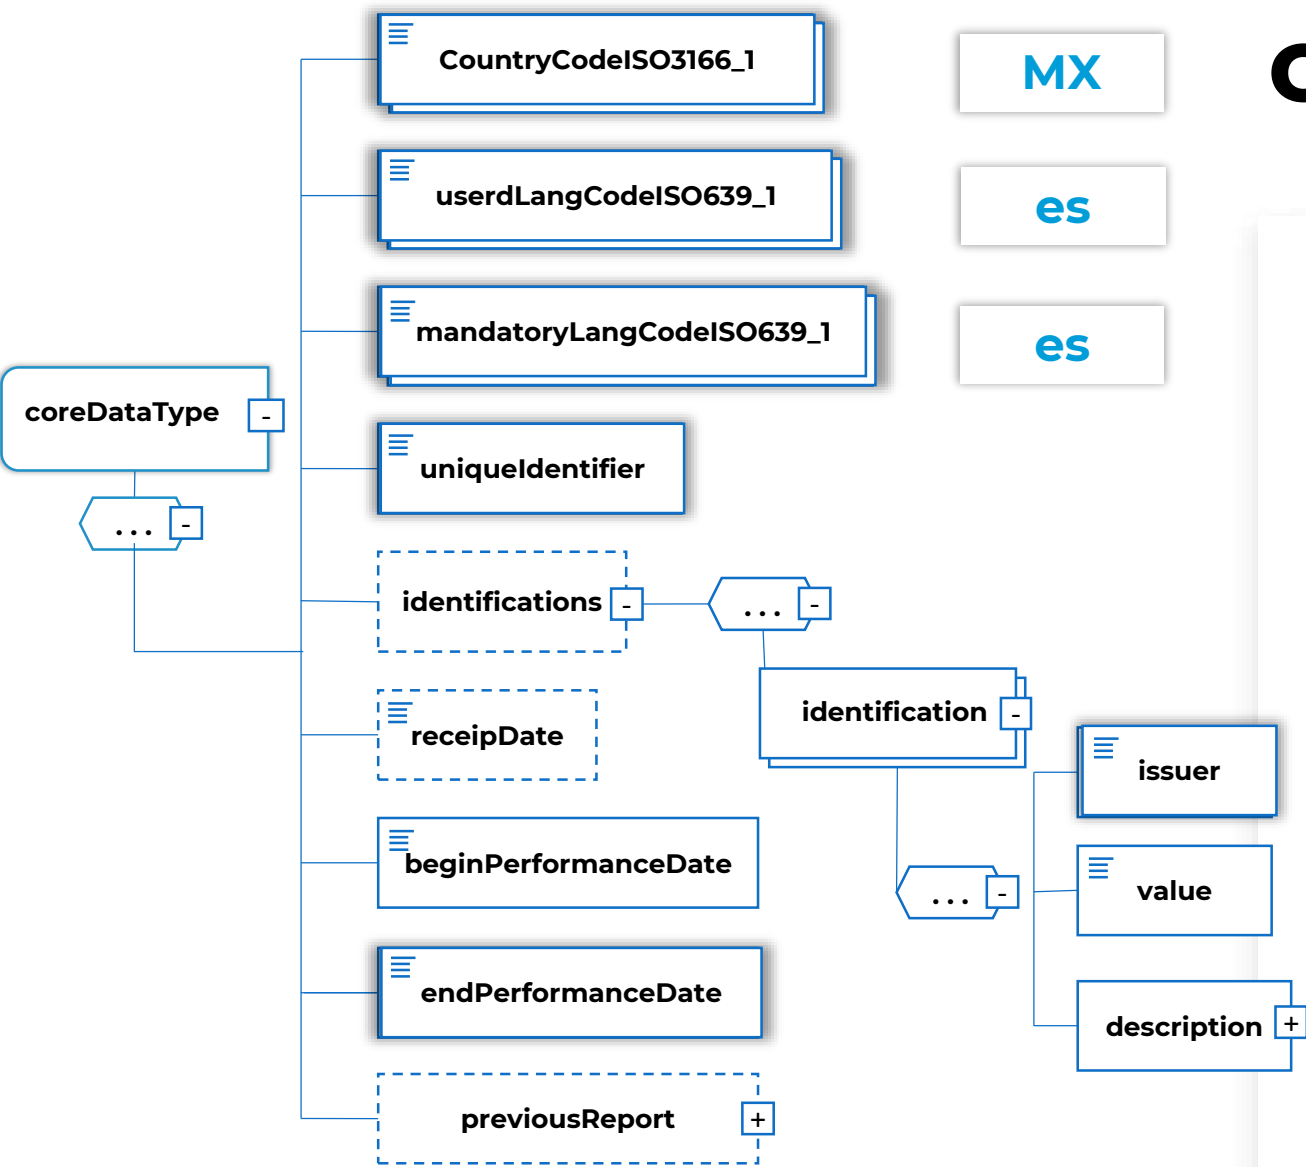 CountryCodeISO3166_1
MX
userdLangCodeISO639_1
es
mandatoryLangCodeISO639_1
es
coreDataType -
... -
uniqueIdentifier
identifications -
... -
identification -
receipDate
issuer
beginPerformanceDate
value
... -
endPerformanceDate
description +
previousReport +